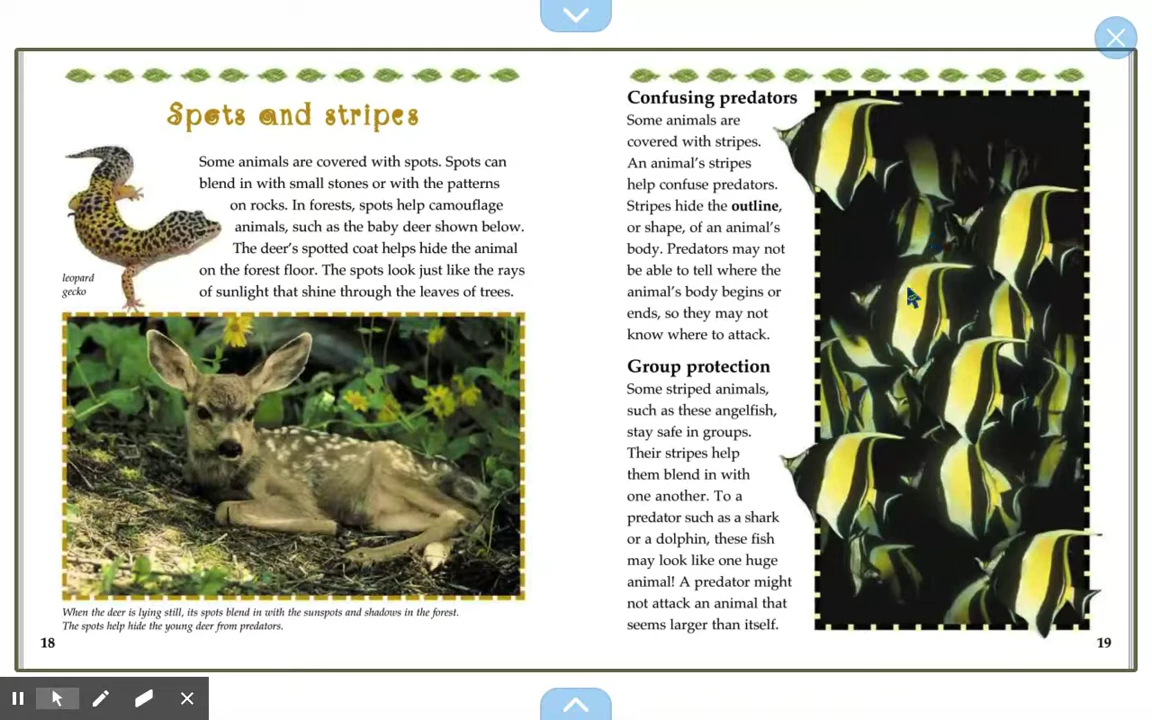 Spots and stripes
Some animals are covered with spots. Spots can
blend in with small stones or with the patterns
on rocks. In forests, spots help camouflage
animals, such as the baby deer shown below.
The deer's spotted coat helps hide the animal
on the forest floor. The spots look just like the rays
of sunlight that shine through the leaves of trees.
leopard
gecko
When the deer is lying still, its spots blend in with the sunspots and shadows in the forest.
The spots help hide the young deer from predators.
18
Confusing predators
Some animals are
covered with stripes.
An animal's stripes
help confuse predators.
Stripes hide the outline,
or shape, of an animal's
body. Predators may not
be able to tell where the
animal's body begins or
ends, so they may not
know where to attack.
Group protection
Some striped animals,
such as these angelfish,
stay safe in groups.
Their stripes help
them blend in with
one another. To a
predator such as a shark
or a dolphin, these fish
may look like one huge
animal! A predator might
not attack an animal that
seems larger than itself.
19